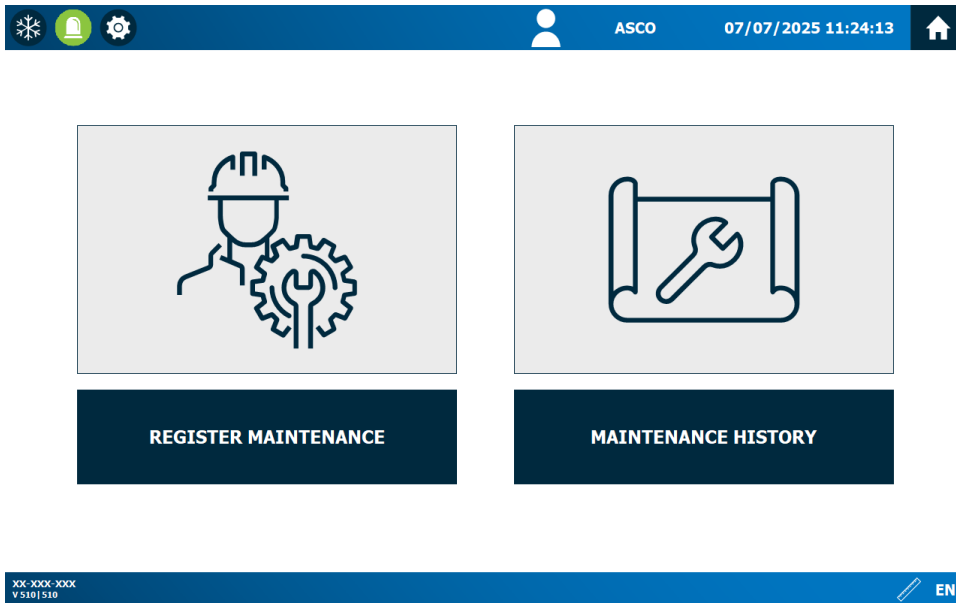 ASCO
07/07/2025 11:24:13
REGISTER MAINTENANCE
MAINTENANCE HISTORY
XX-XXX-XXX
V 510|510
EN